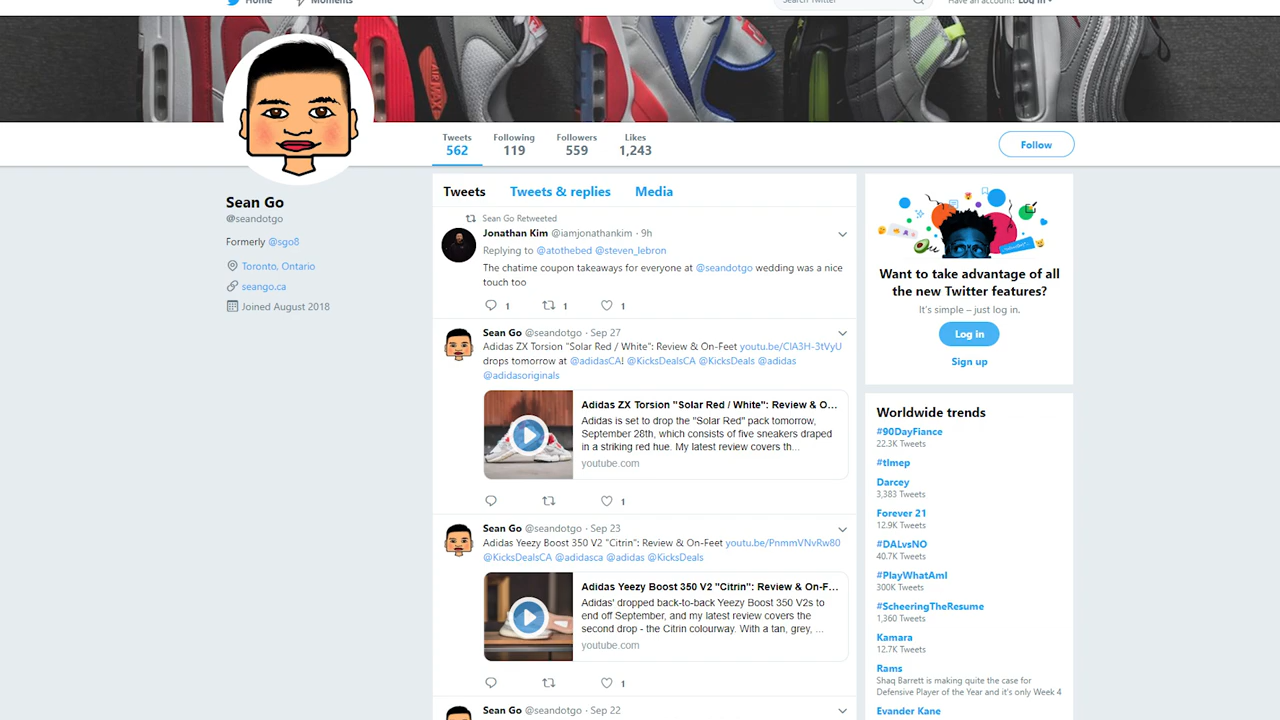 Home
Moments
Search Twitter
Have an account? Log in
AIR MAX
Tweets
562
Following
119
Followers
559
Likes
1,243
Follow
Sean Go
@seandotgo
Formerly @sgo8
Toronto, Ontario
seango.ca
Joined August 2018
Tweets
Tweets & replies
Media
Sean Go Retweeted
Jonathan Kim @iamjonathankim · 9h
Replying to @atothebed @steven_lebron
The chatime coupon takeaways for everyone at @seandotgo wedding was a nice
touch too
1
1
1
Sean Go @seandotgo · Sep 27
Adidas ZX Torsion "Solar Red / White": Review & On-Feet youtu.be/ClA3H-3tVyU
drops tomorrow at @adidasCA! @KicksDealsCA @KicksDeals @adidas
@adidasoriginals
Adidas ZX Torsion "Solar Red / White": Review & O...
Adidas is set to drop the "Solar Red" pack tomorrow,
September 28th, which consists of five sneakers draped
in a striking red hue. My latest review covers th...
youtube.com
1
Sean Go @seandotgo · Sep 23
Adidas Yeezy Boost 350 V2 "Citrin": Review & On-Feet youtu.be/PnmmVNvRw80
@KicksDealsCA @adidasca @adidas @KicksDeals
Adidas Yeezy Boost 350 V2 "Citrin": Review & On-F...
Adidas' dropped back-to-back Yeezy Boost 350 V2s to
end off September, and my latest review covers the
second drop - the Citrin colourway. With a tan, grey, ...
youtube.com
1
Sean Go @seandotgo · Sep 22
Want to take advantage of all
the new Twitter features?
It's simple – just log in.
Log in
Sign up
Worldwide trends
#90DayFiance
22.3K Tweets
#tlmep
Darcey
3,383 Tweets
Forever 21
12.9K Tweets
#DALvsNO
40.7K Tweets
#PlayWhatAmI
300K Tweets
#ScheeringTheResume
1,360 Tweets
Kamara
12.7K Tweets
Rams
Shaq Barrett is making quite the case for
Defensive Player of the Year and it's only Week 4
Evander Kane